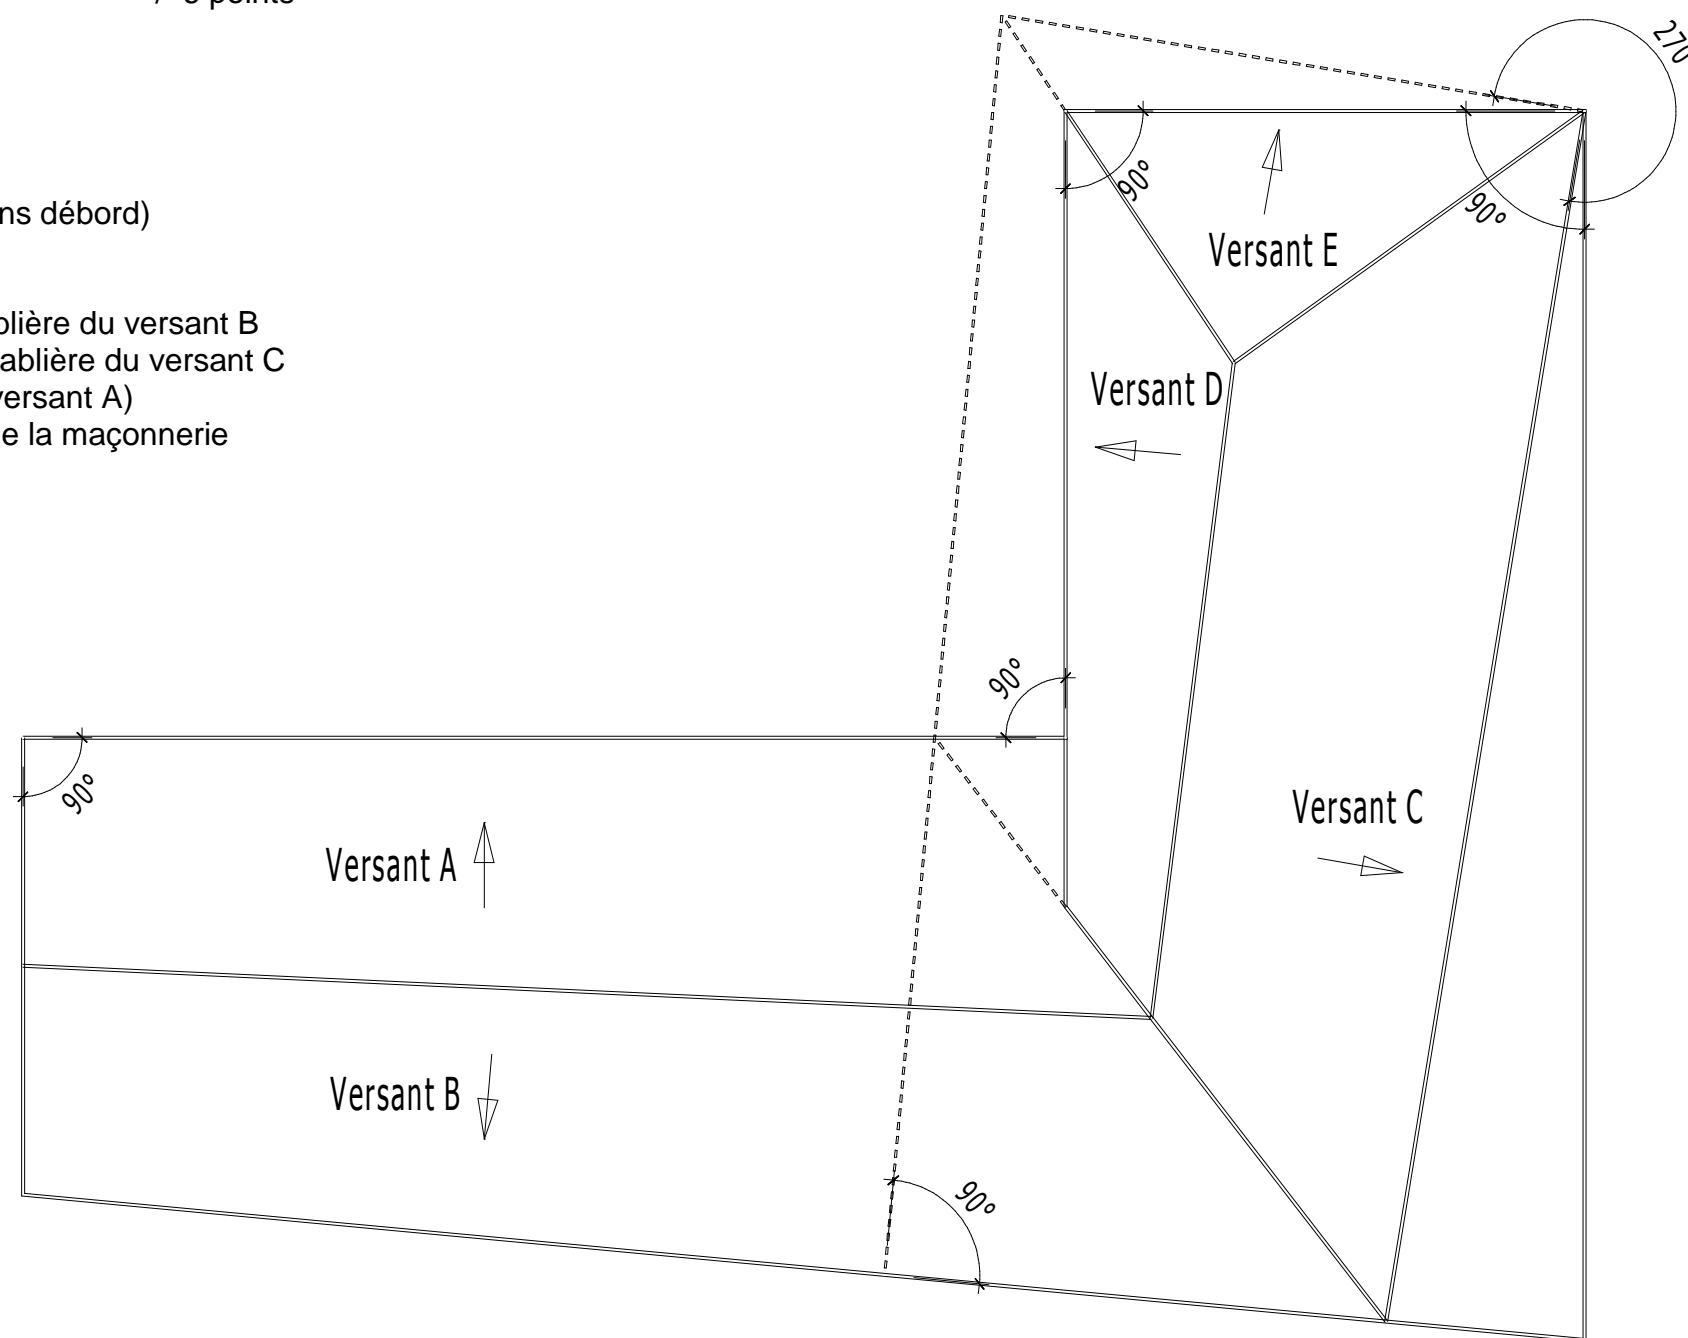 points
270
ns débord)
90°
90°
Versant E
blière du versant B
ablière du versant C
versant A)
e la maçonnerie
Versant D
90°
90°
Versant C
Versant A
Versant B
90°